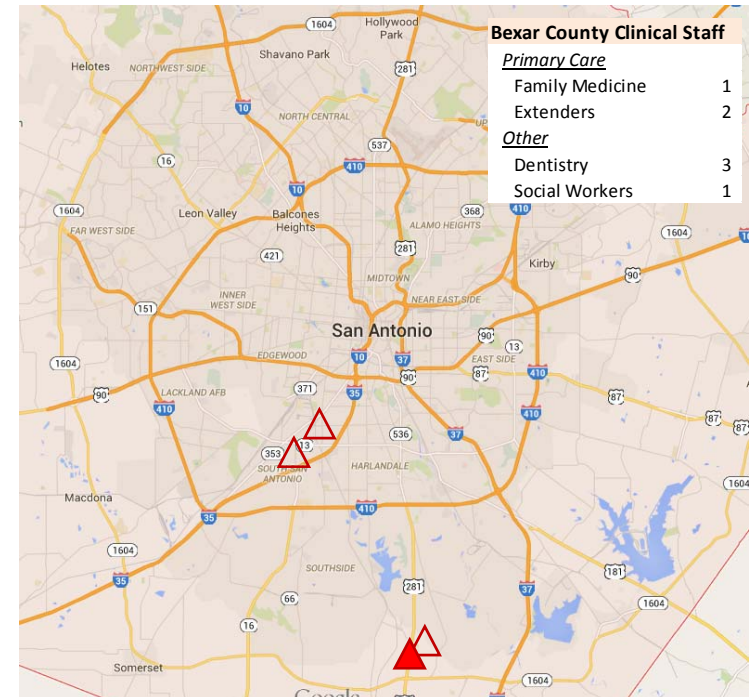 Bexar County Clinical Staff
Primary Care
Family Medicine 1
Extenders 2
Other
Dentistry 3
Social Workers 1
1604
Hollywood
Park
Shavano Park
Helotes
NORTHWEST SIDE
281
10
NORTH CENTRAL
537
16
410
10
1604
Leon Valley
Balcones
Heights
368
410
ALAMO HEIGHTS
FAR WEST SIDE
281
1604
10
421
Kirby
90
MIDTOWN
INNER
WEST SIDE
NEAR EAST SIDE
151
San Antonio
90
13
EDGEWOOD
10
37
EAST SIDE
1604
90
87
410
LACKLAND AFB
371
35
90
87
410
410
87
87
13
536
37
353
SOUTH SAN
ANTONIO
HARLANDALE
1604
Macdona
35
410
1604
SOUTHSIDE
181
35
281
37
66
1604
16
Somerset
1604
Google